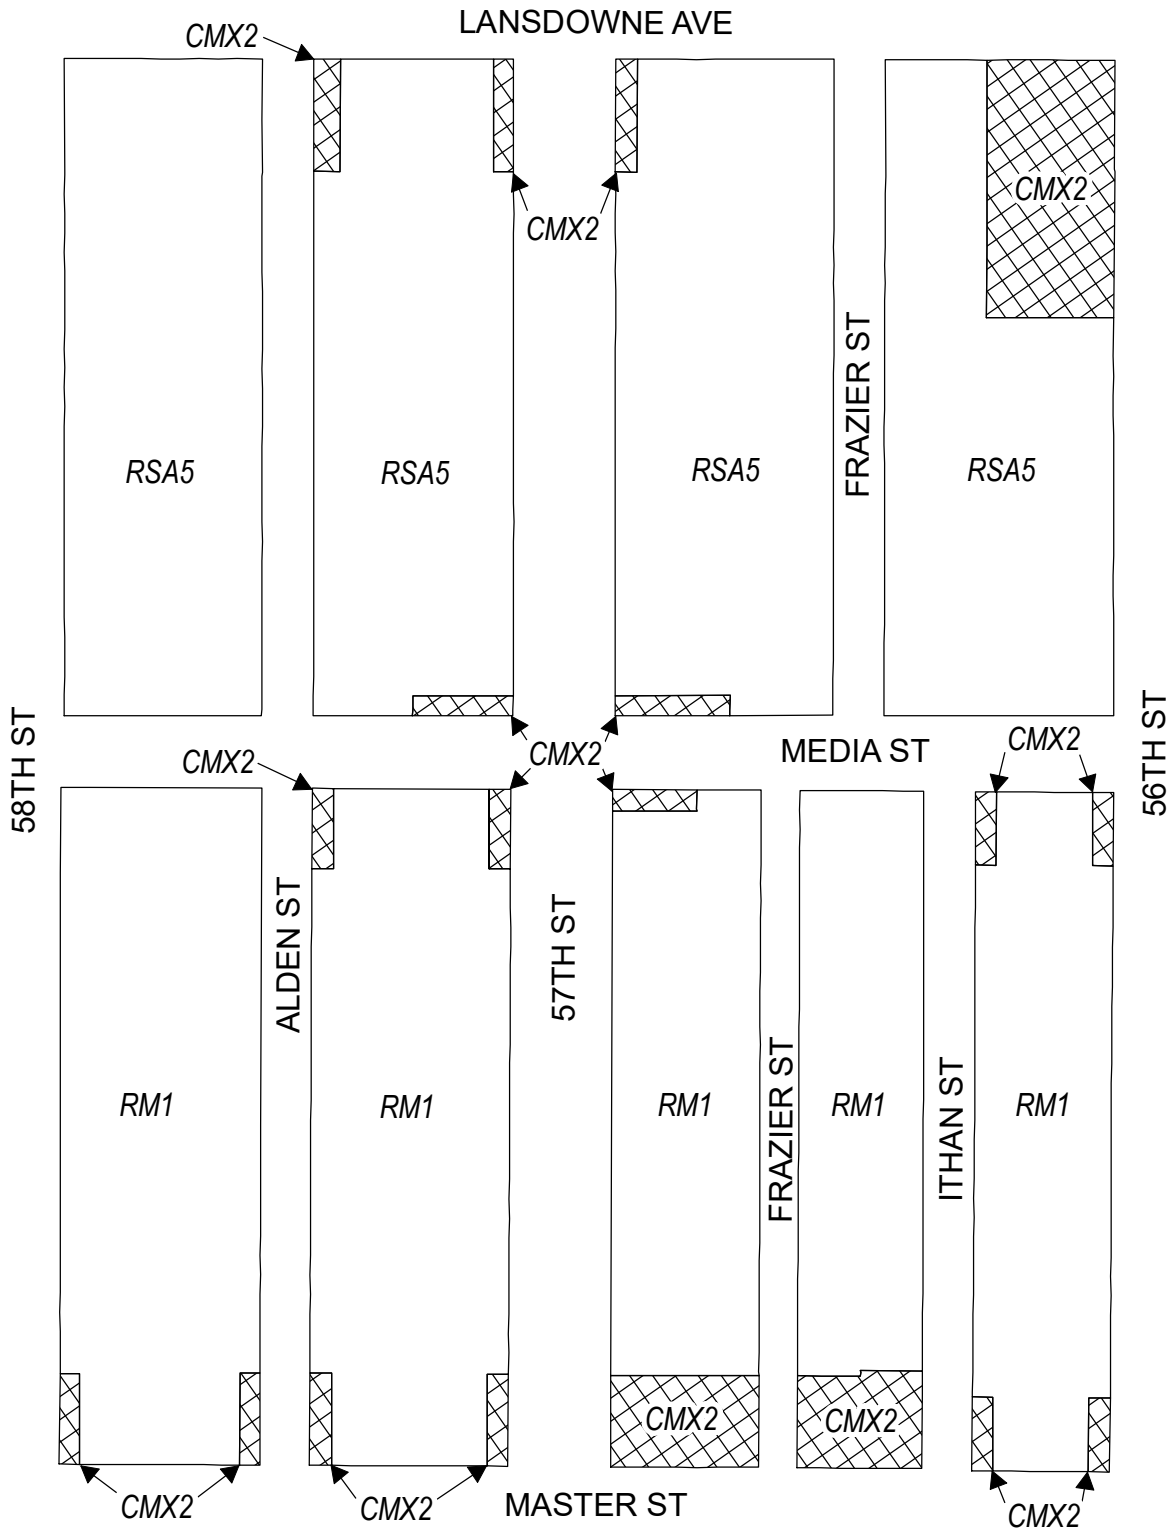 LANSDOWNE AVE
CMX2
CMX2
CMX2
FRAZIER ST
RSA5
RSA5
RSA5
RSA5
58TH ST
56TH ST
CMX2
MEDIA ST
CMX2
CMX2
ALDEN ST
57TH ST
FRAZIER ST
ITHAN ST
RM1
RM1
RM1
RM1
RM1
CMX2
CMX2
CMX2
CMX2
MASTER ST
CMX2